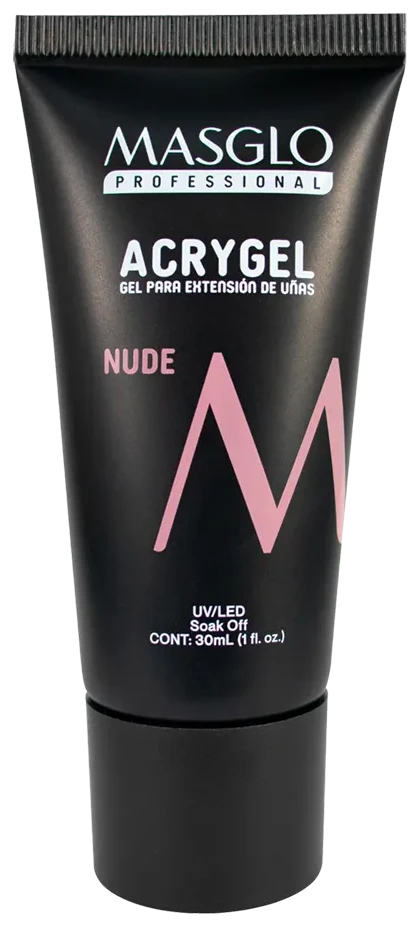 MASGLO
PROFESSIONAL
ACRYGEL
GEL PARA EXTENSIÓN DE UÑAS
NUDE
M
UV/LED
Soak Off
CONT: 30mL (1 fl. oz.)